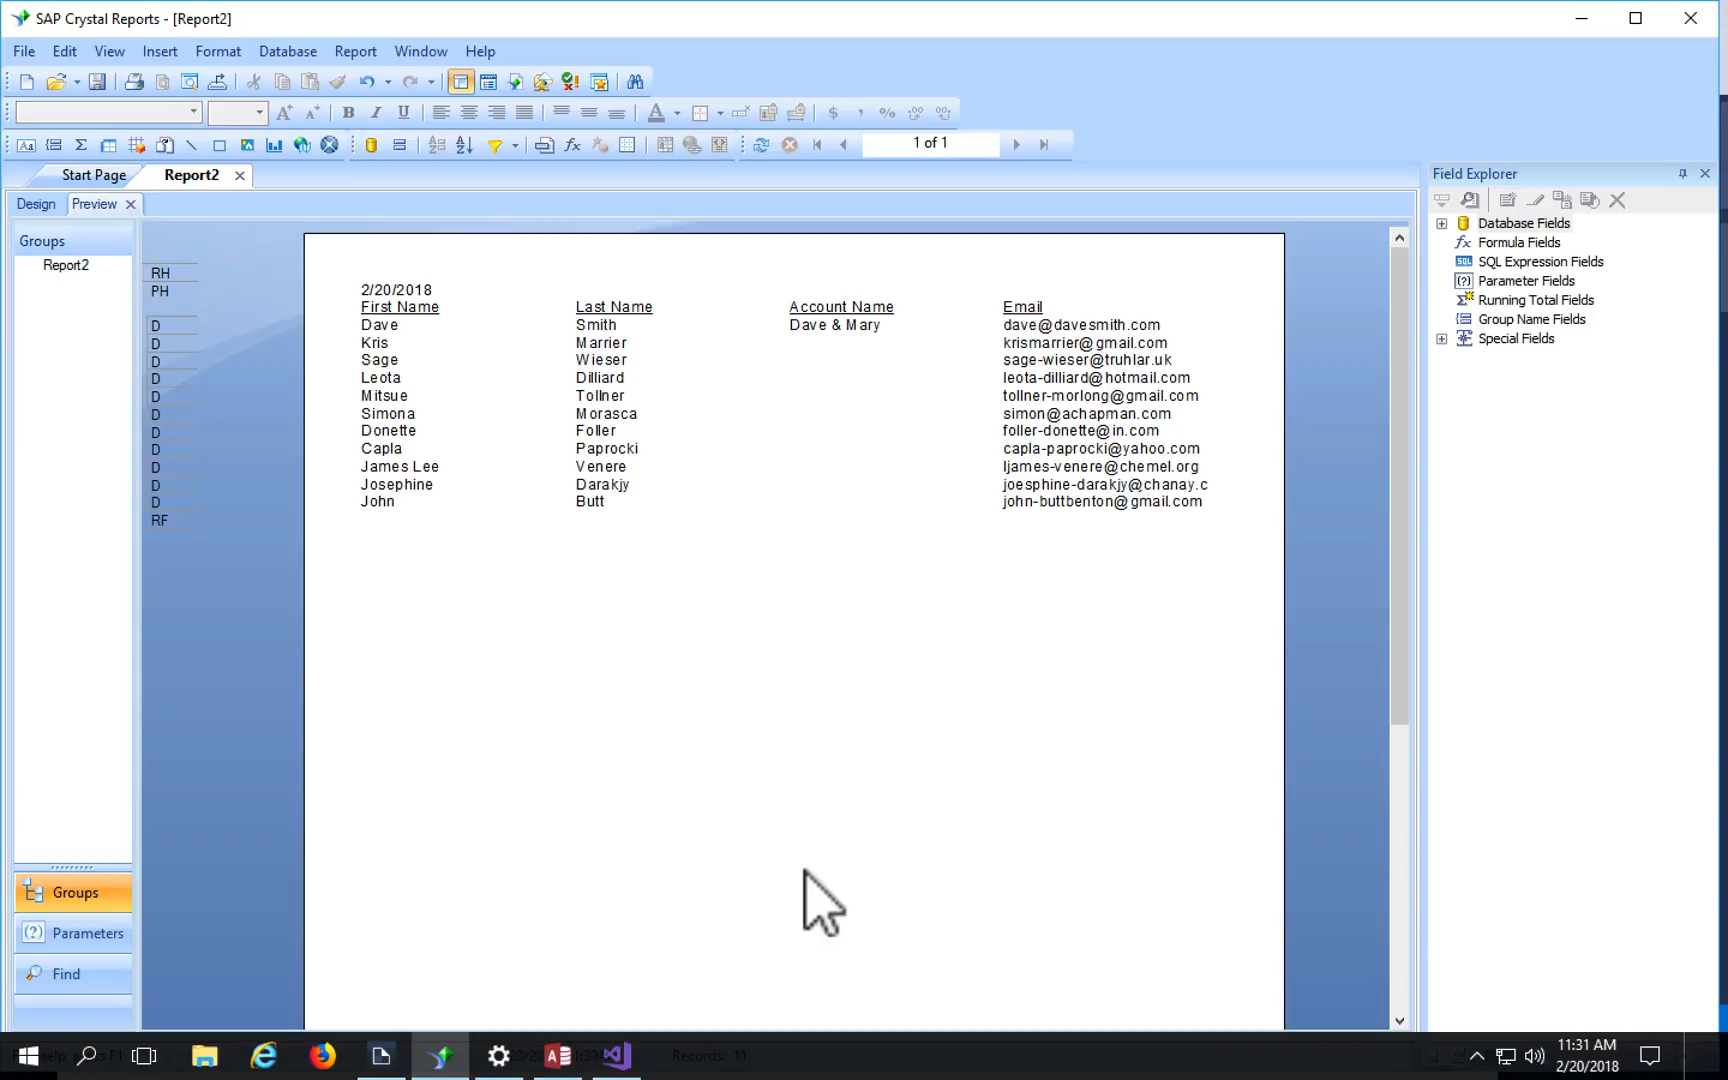 SAP Crystal Reports - [Report2]
File Edit View Insert Format Database Report Window Help
B I U A $ , %
1 of 1
Start Page Report2
Field Explorer
Design Preview
Groups
Report2
Database Fields
Formula Fields
SQL Expression Fields
Parameter Fields
Running Total Fields
Group Name Fields
Special Fields
RH
PH 2/20/2018
First Name Last Name Account Name Email
D Dave Smith Dave & Mary dave@davesmith.com
D Kris Marrier krismarrier@gmail.com
D Sage Wieser sage-wieser@truhlar.uk
D Leota Dilliard leota-dilliard@hotmail.com
D Mitsue Tollner tollner-morlong@gmail.com
D Simona Morasca simon@achapman.com
D Donette Foller foller-donette@in.com
D Capla Paprocki capla-paprocki@yahoo.com
D James Lee Venere ljames-venere@chemel.org
D Josephine Darakjy joesphine-darakjy@chanay.c
D John Butt john-buttbenton@gmail.com
RF
Groups
Parameters
Find
Records: 11
11:31 AM
2/20/2018